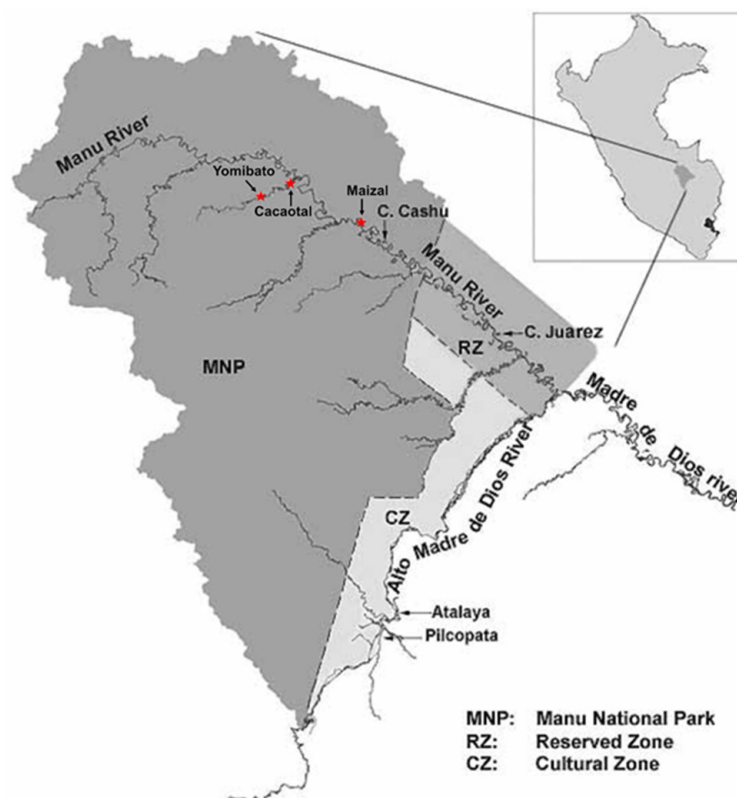 Manu River
Yomibato
Cacaotal
Maizal
C. Cashu
Manu River
C. Juarez
RZ
MNP
Madre de Dios river
Alto Madre de Dios River
CZ
Atalaya
Pilcopata
MNP: Manu National Park
RZ: Reserved Zone
CZ: Cultural Zone